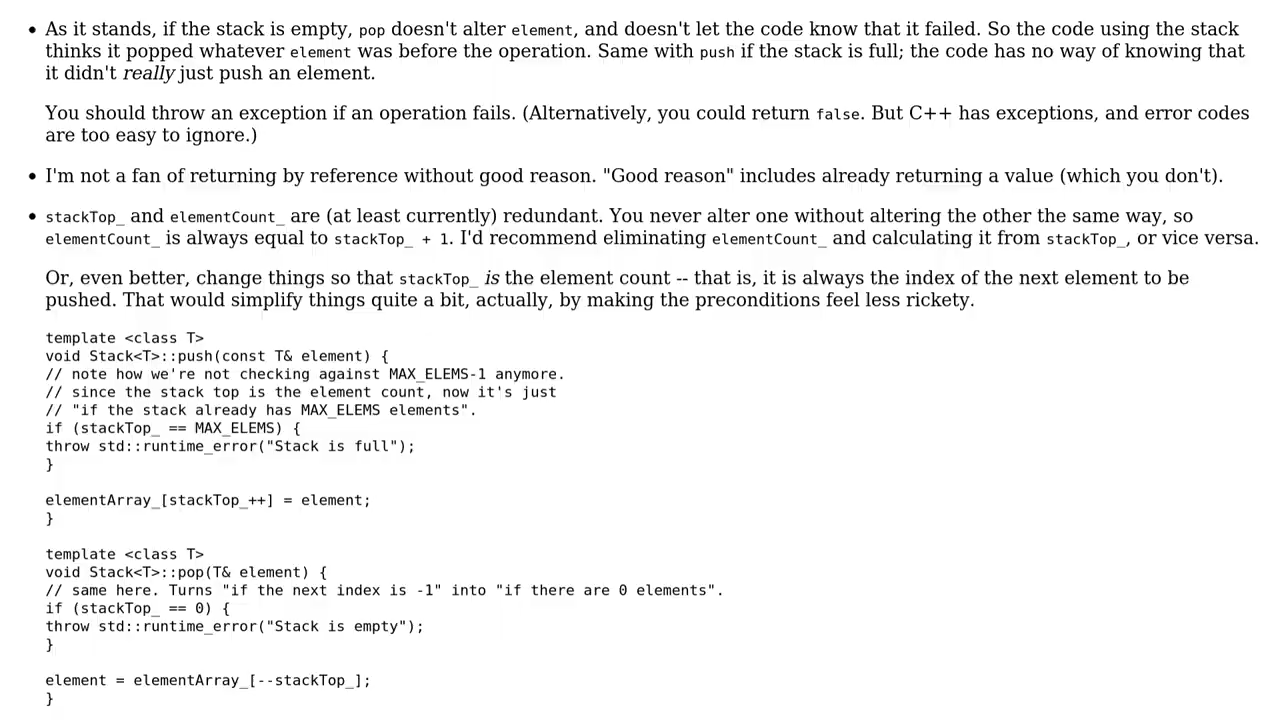 • As it stands, if the stack is empty, pop doesn't alter element, and doesn't let the code know that it failed. So the code using the stack
thinks it popped whatever element was before the operation. Same with push if the stack is full; the code has no way of knowing that
it didn't really just push an element.
You should throw an exception if an operation fails. (Alternatively, you could return false. But C++ has exceptions, and error codes
are too easy to ignore.)
• I'm not a fan of returning by reference without good reason. "Good reason" includes already returning a value (which you don't).
• stackTop_ and elementCount_ are (at least currently) redundant. You never alter one without altering the other the same way, so
elementCount_ is always equal to stackTop_ + 1. I'd recommend eliminating elementCount_ and calculating it from stackTop_, or vice versa.
Or, even better, change things so that stackTop_ is the element count -- that is, it is always the index of the next element to be
pushed. That would simplify things quite a bit, actually, by making the preconditions feel less rickety.
template <class T>
void Stack<T>::push(const T& element) {
// note how we're not checking against MAX_ELEMS-1 anymore.
// since the stack top is the element count, now it's just
// "if the stack already has MAX_ELEMS elements".
if (stackTop_ == MAX_ELEMS) {
throw std::runtime_error("Stack is full");
}
elementArray_[stackTop_++] = element;
}
template <class T>
void Stack<T>::pop(T& element) {
// same here. Turns "if the next index is -1" into "if there are 0 elements".
if (stackTop_ == 0) {
throw std::runtime_error("Stack is empty");
}
element = elementArray_[--stackTop_];
}